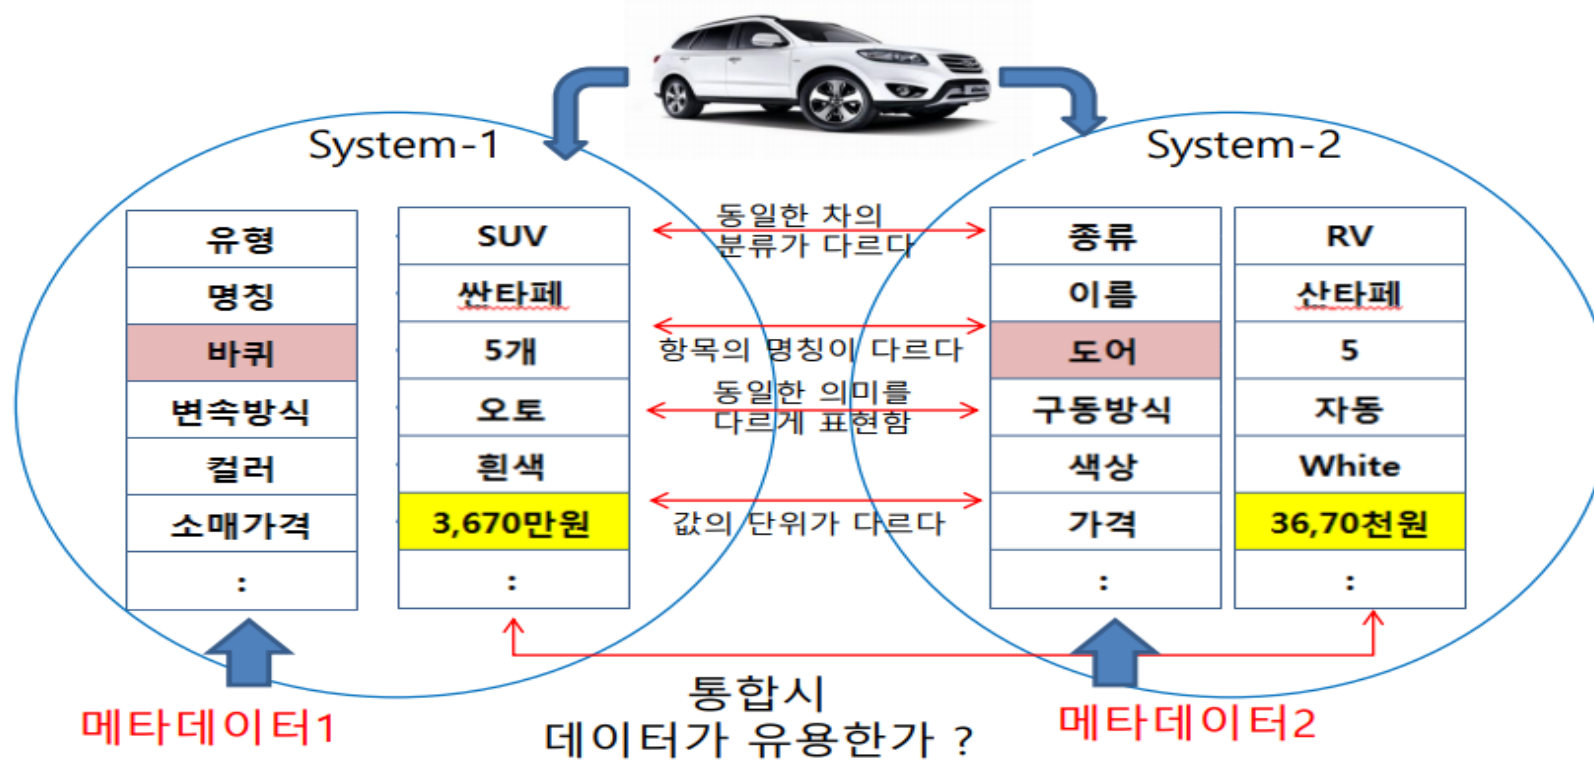 System-1
System-2
유형
SUV
동일한 차의
분류가 다르다
종류
RV
명칭
싼타페
이름
산타페
바퀴
5개
항목의 명칭이 다르다
도어
5
변속방식
오토
동일한 의미를
다르게 표현함
구동방식
자동
컬러
흰색
색상
White
소매가격
3,670만원
값의 단위가 다르다
가격
36,70천원
:
:
:
:
메타데이터1
통합시
데이터가 유용한가 ?
메타데이터2